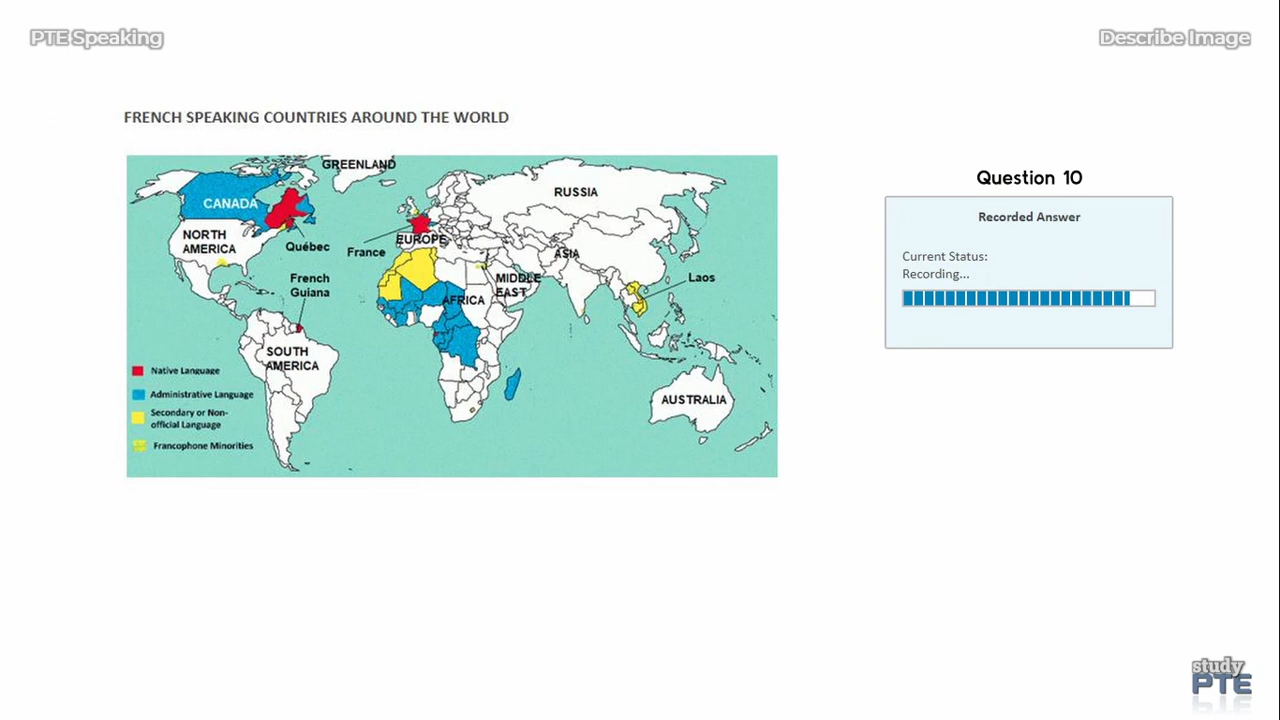 PTE Speaking
Describe Image
FRENCH SPEAKING COUNTRIES AROUND THE WORLD
GREENLAND
RUSSIA
CANADA
NORTH
AMERICA
Québec
France
EUROPE
ASIA
French
Guiana
MIDDLE
EAST
Laos
AFRICA
SOUTH
AMERICA
AUSTRALIA
Native Language
Administrative Language
Secondary or Non-
official Language
Francophone Minorities
Question 10
Recorded Answer
Current Status:
Recording...
study
PTE